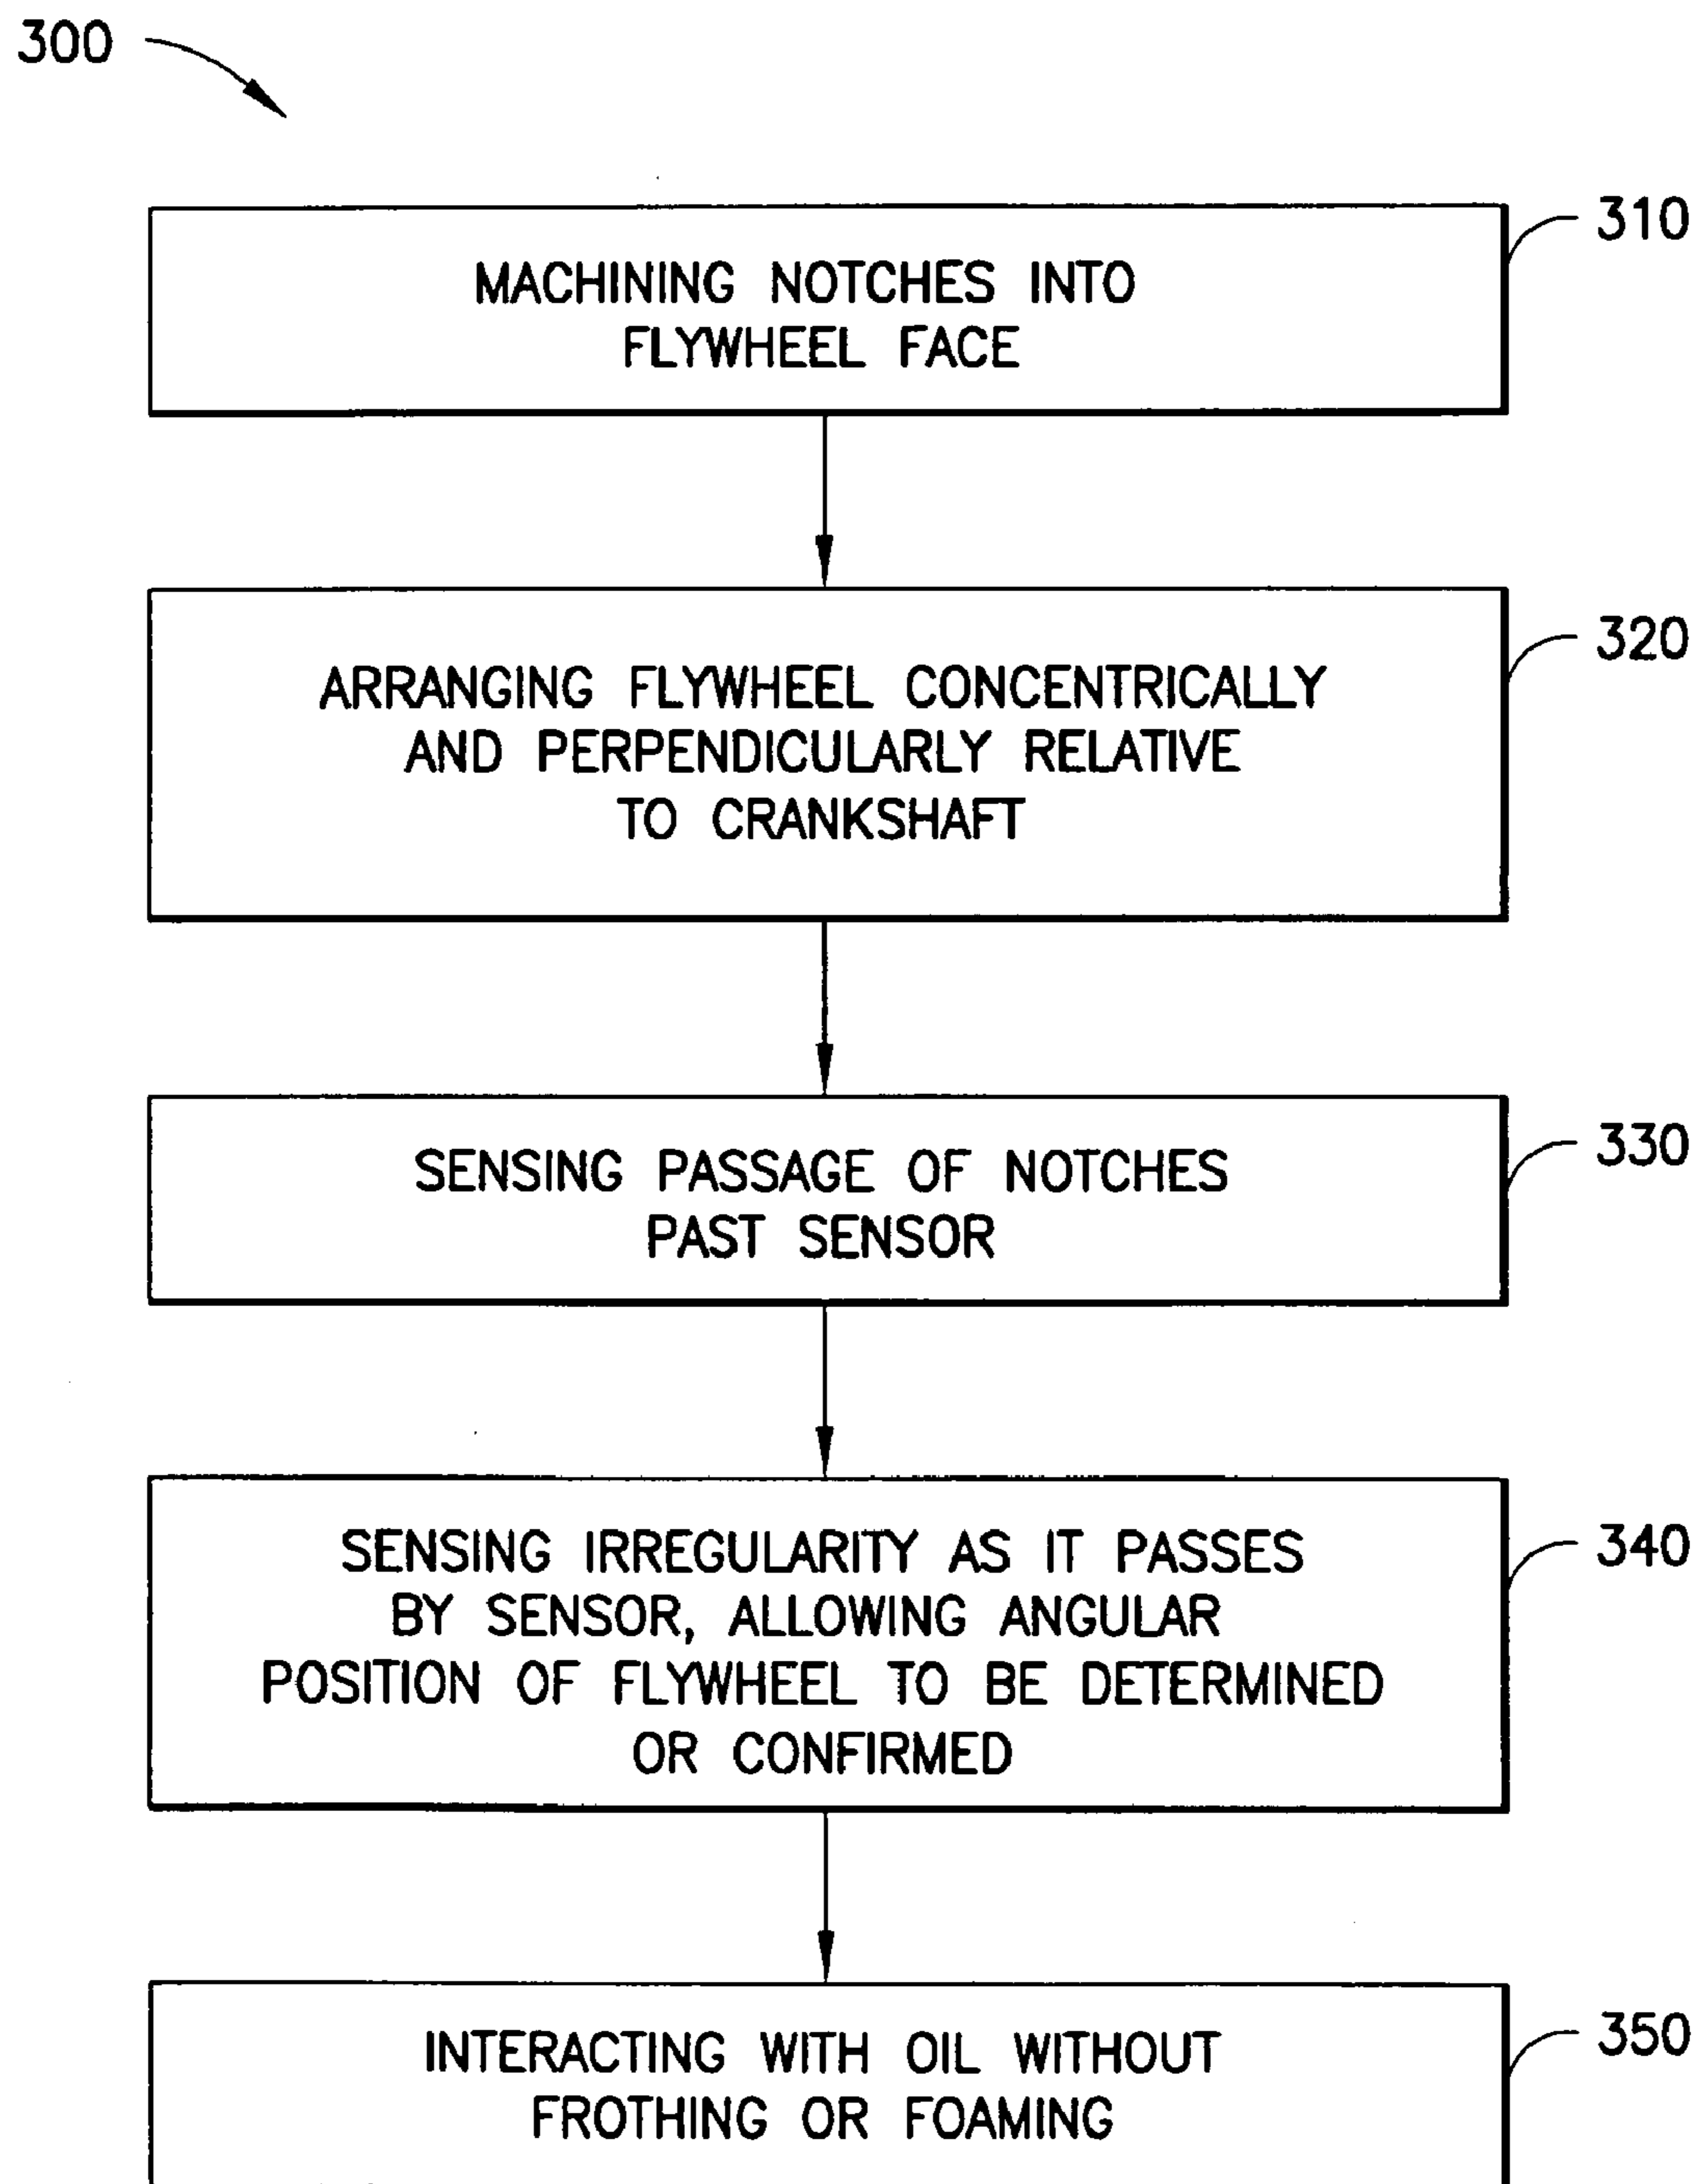 300
310
MACHINING NOTCHES INTO
FLYWHEEL FACE
320
ARRANGING FLYWHEEL CONCENTRICALLY
AND PERPENDICULARLY RELATIVE
TO CRANKSHAFT
330
SENSING PASSAGE OF NOTCHES
PAST SENSOR
340
SENSING IRREGULARITY AS IT PASSES
BY SENSOR, ALLOWING ANGULAR
POSITION OF FLYWHEEL TO BE DETERMINED
OR CONFIRMED
350
INTERACTING WITH OIL WITHOUT
FROTHING OR FOAMING